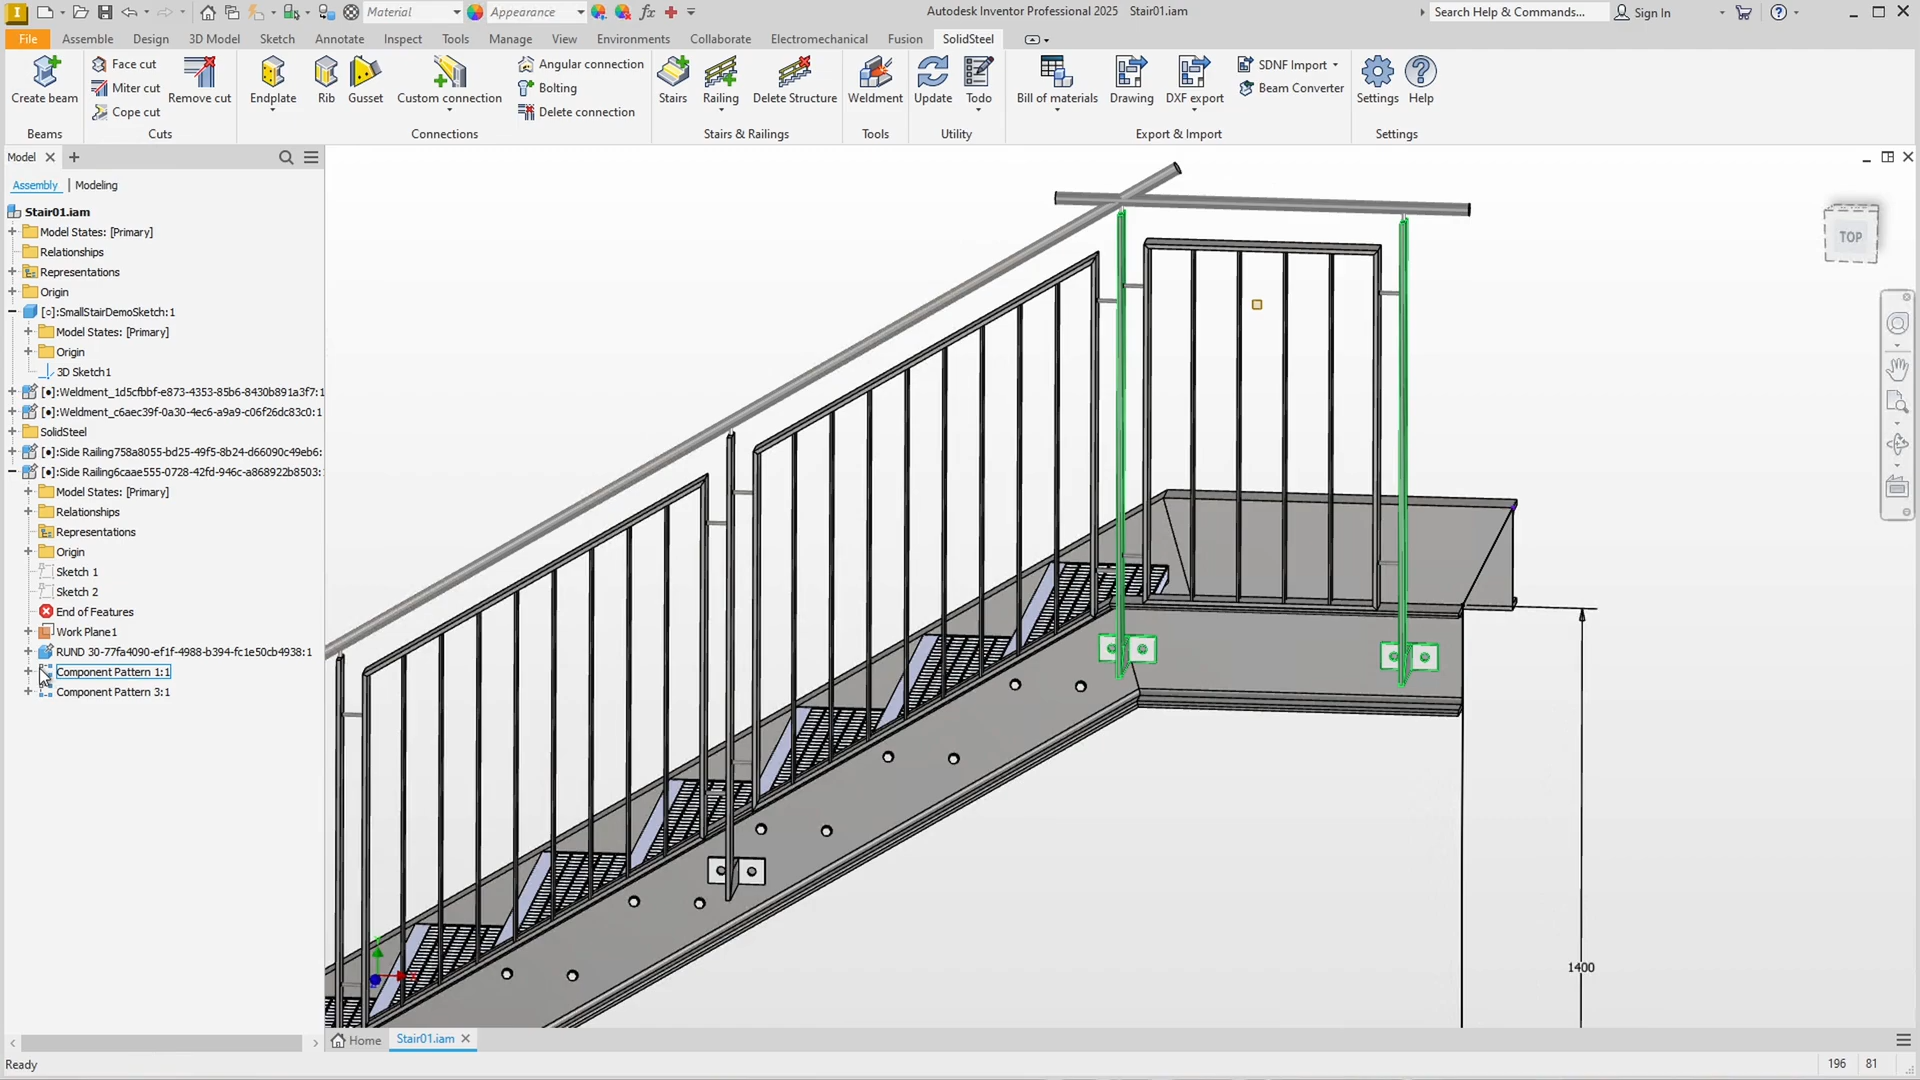 Material
Appearance
fx
Autodesk Inventor Professional 2025 Stair01.iam
Search Help & Commands...
Sign In
File
Assemble
Design
3D Model
Sketch
Annotate
Inspect
Tools
Manage
View
Environments
Collaborate
Electromechanical
Fusion
SolidSteel
Create beam
Face cut
Miter cut
Cope cut
Remove cut
Endplate
Rib
Gusset
Custom connection
Angular connection
Bolting
Delete connection
Stairs
Railing
Delete Structure
Weldment
Update
Todo
Bill of materials
Drawing
DXF export
SDNF Import
Beam Converter
Settings
Help
Beams
Cuts
Connections
Stairs & Railings
Tools
Utility
Export & Import
Settings
Model
Assembly | Modeling
Stair01.iam
Model States: [Primary]
Relationships
Representations
Origin
[○]:SmallStairDemoSketch:1
Model States: [Primary]
Origin
3D Sketch1
[●]:Weldment_1d5cfbbf-e873-4353-85b6-8430b891a3f7:1
[●]:Weldment_c6aec39f-0a30-4ec6-a9a9-c06f26dc83c0:1
SolidSteel
[●]:Side Railing758a8055-bd25-49f5-8b24-d66090c49eb6:
[●]:Side Railing6caae555-0728-42fd-946c-a868922b8503:
Model States: [Primary]
Relationships
Representations
Origin
Sketch 1
Sketch 2
End of Features
Work Plane1
RUND 30-77fa4090-ef1f-4988-b394-fc1e50cb4938:1
Component Pattern 1:1
Component Pattern 3:1
TOP
1400
Home
Stair01.iam
Ready
196
81